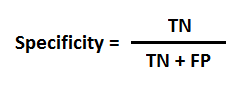 TN
Specificity =
TN + FP